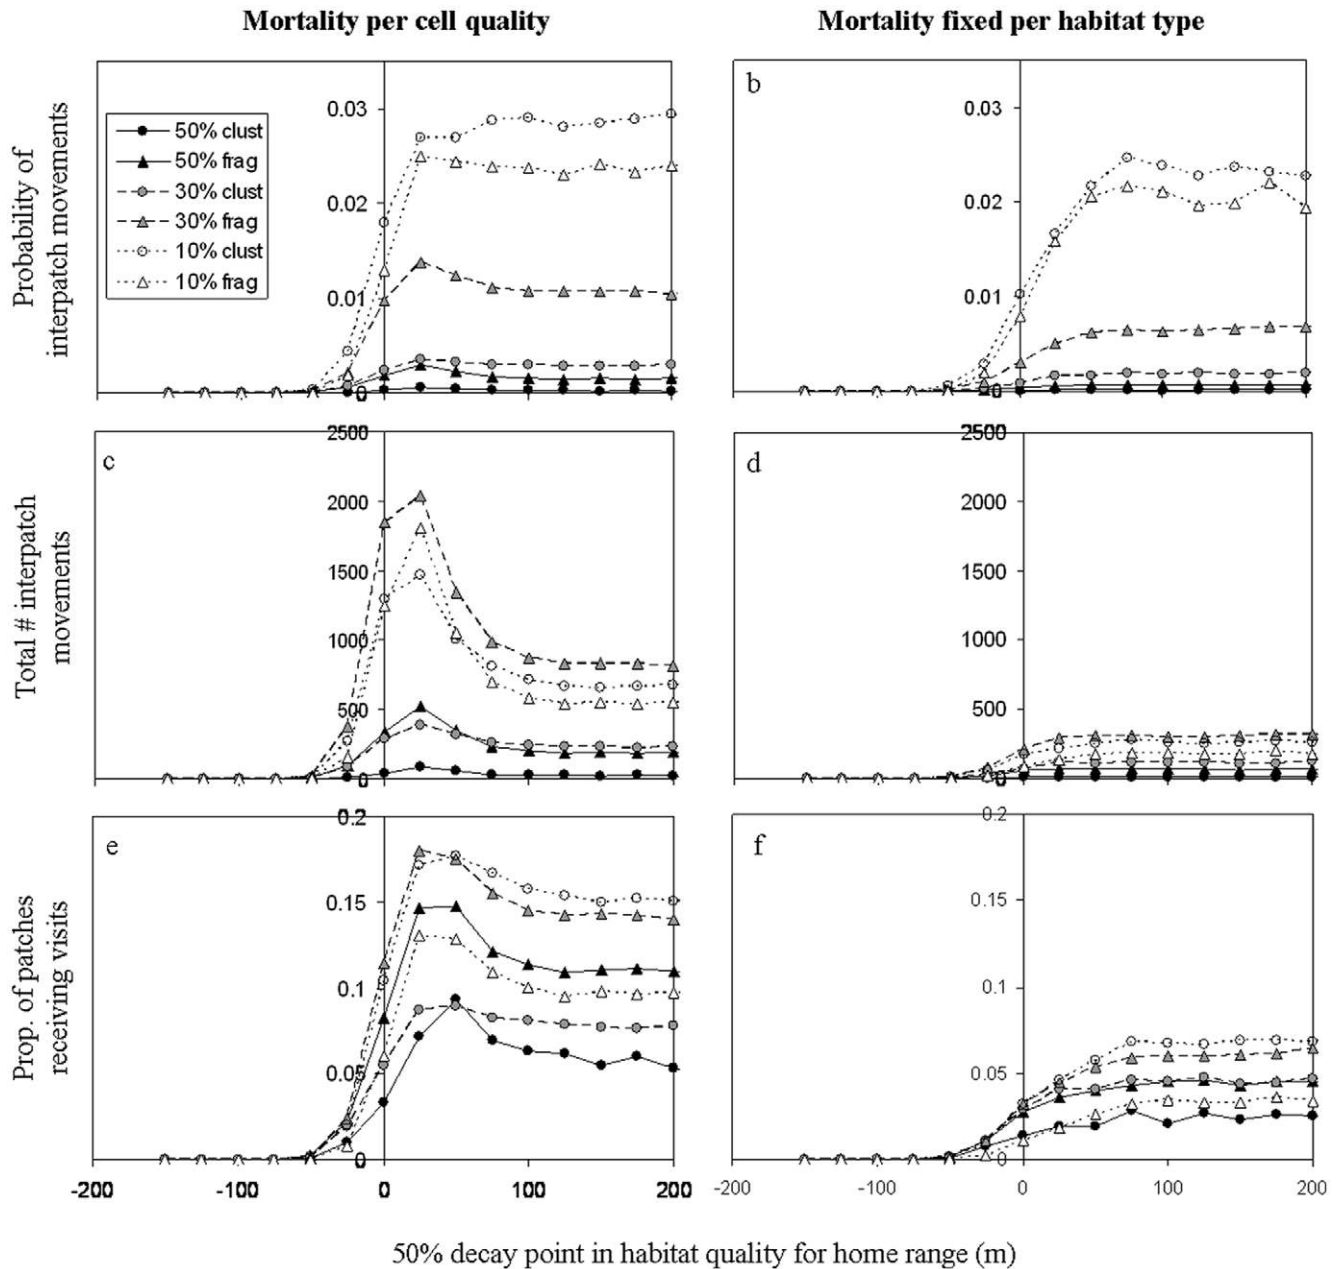 Mortality per cell quality
Mortality fixed per habitat type
Probability of
interpatch movements
50% clust
50% frag
30% clust
30% frag
10% clust
10% frag
0.03
0.02
0.01
0
b
0.03
0.02
0.01
0
Total # interpatch
movements
c
2500
2000
1500
1000
500
0
d
2500
2000
1500
1000
500
0
Prop. of patches
receiving visits
e
0.2
0.15
0.1
0.05
0
-200
-100
0
100
200
f
0.2
0.15
0.1
0.05
0
-200
-100
0
100
200
50% decay point in habitat quality for home range (m)